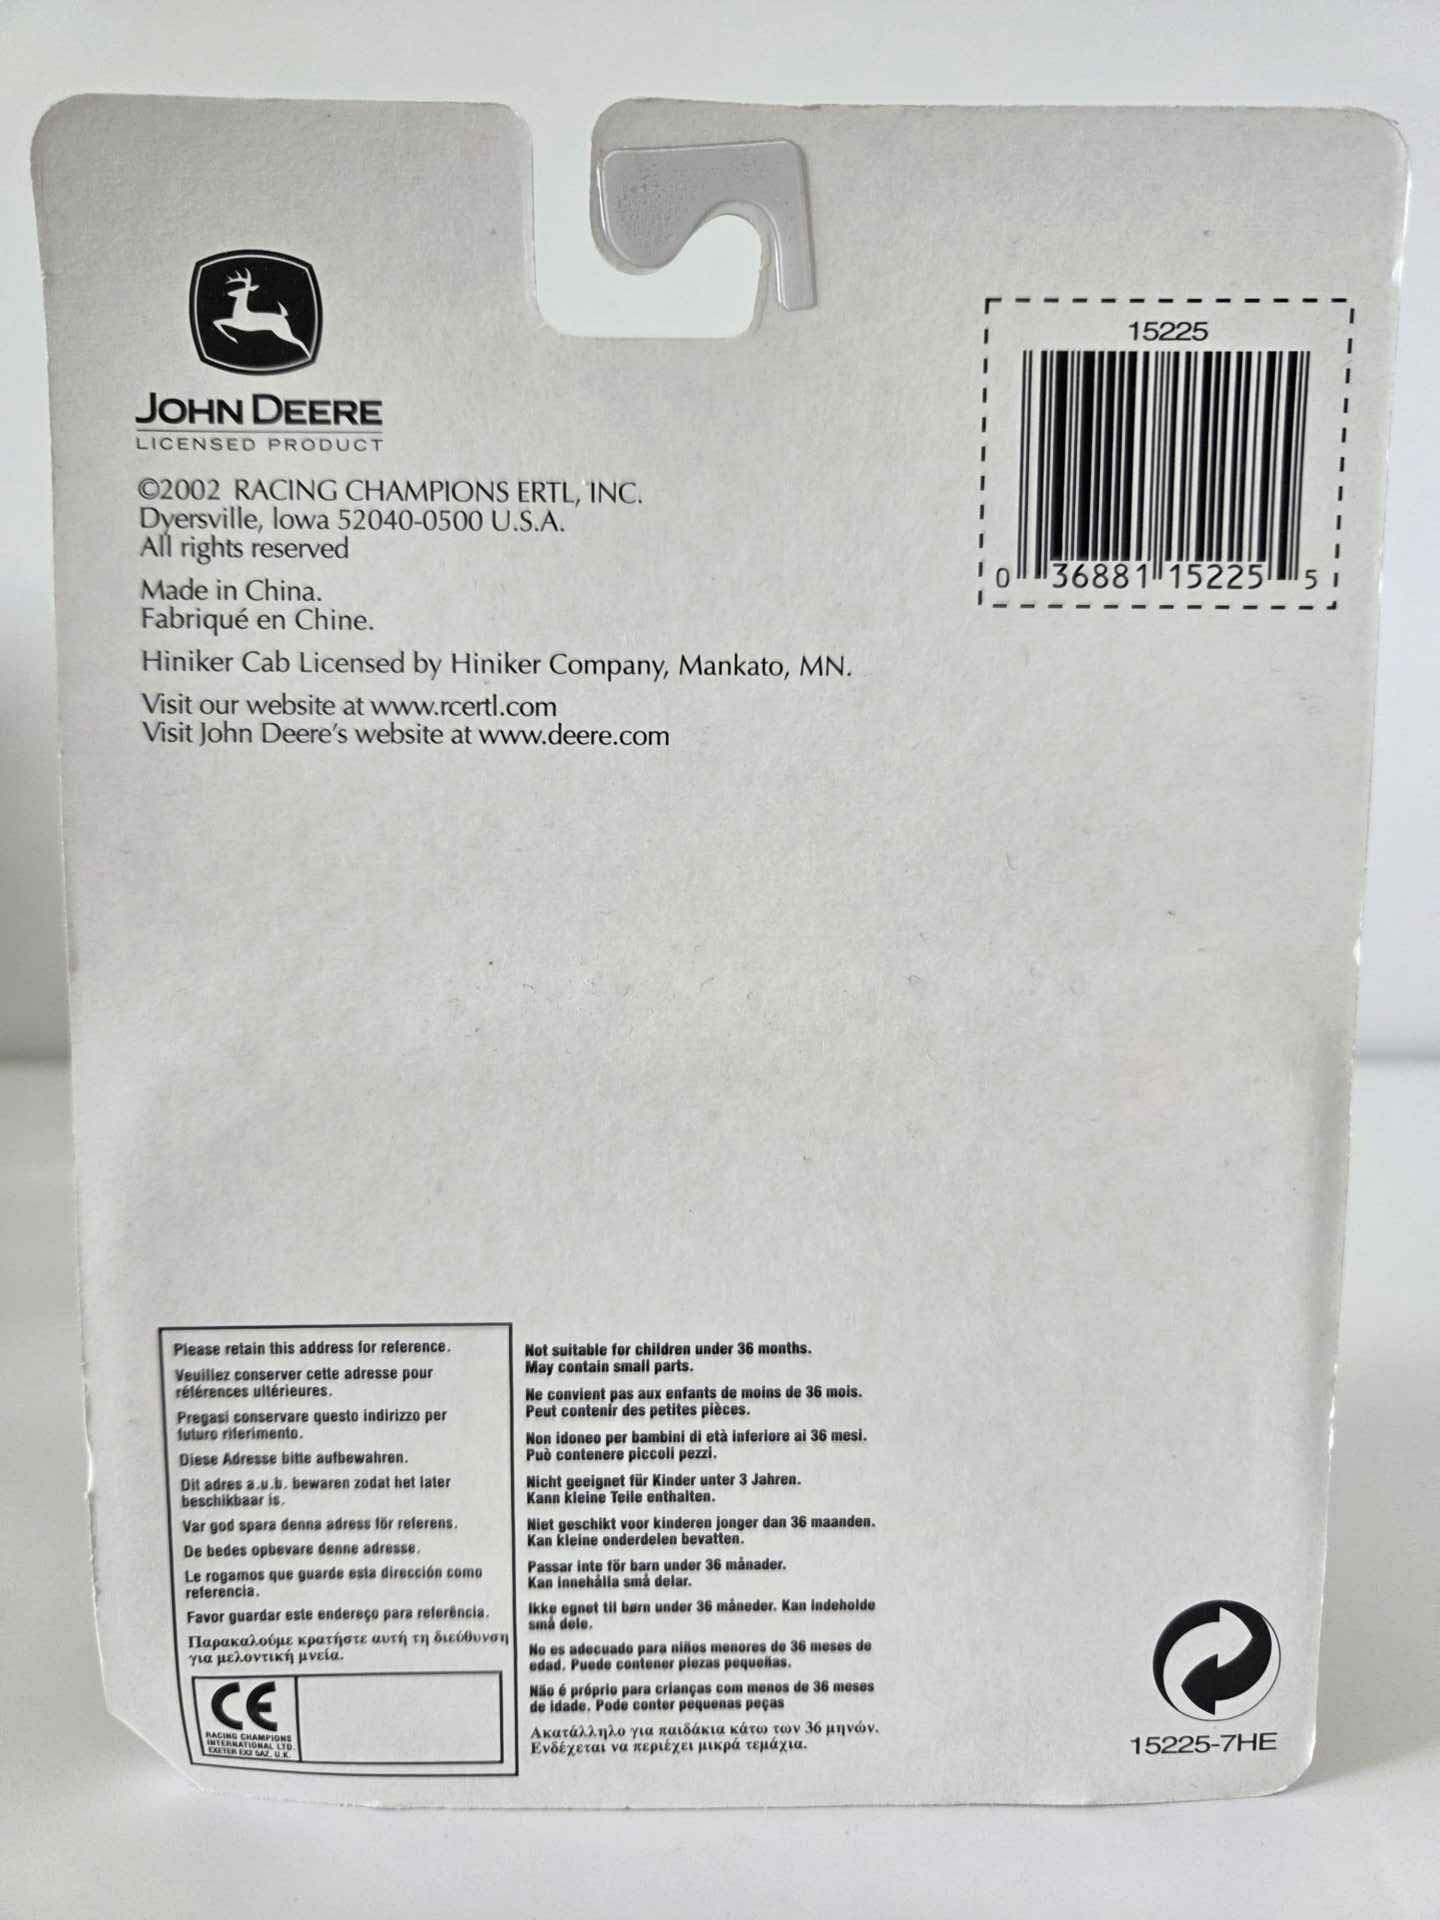 JOHN DEERE
LICENSED PRODUCT
©2002 RACING CHAMPIONS ERTL, INC.
Dyersville, Iowa 52040-0500 U.S.A.
All rights reserved
Made in China.
Fabriqué en Chine.
Hiniker Cab Licensed by Hiniker Company, Mankato, MN.
Visit our website at www.rcertl.com
Visit John Deere's website at www.deere.com
15225
0 36881 15225 5
Please retain this address for reference.
Veuillez conserver cette adresse pour
références ultérieures.
Pregasi conservare questo indirizzo per
futuro riferimento.
Diese Adresse bitte aufbewahren.
Dit adres a.u.b. bewaren zodat het later
beschikbaar is.
Var god spara denna adress för referens.
De bedes opbevare denne adresse.
Le rogamos que guarde esta dirección como
referencia.
Favor guardar este endereço para referência.
Παρακαλούμε κρατήστε αυτή τη διεύθυνση
για μελοντική μνεία.
CE
RACING CHAMPIONS
INTERNATIONAL LTD.
EXETER EX2 5AZ, U.K.
Not suitable for children under 36 months.
May contain small parts.
Ne convient pas aux enfants de moins de 36 mois.
Peut contenir des petites pièces.
Non idoneo per bambini di età inferiore ai 36 mesi.
Può contenere piccoli pezzi.
Nicht geeignet für Kinder unter 3 Jahren.
Kann kleine Teile enthalten.
Niet geschikt voor kinderen jonger dan 36 maanden.
Kan kleine onderdelen bevatten.
Passar inte för barn under 36 månader.
Kan innehålla små delar.
Ikke egnet til børn under 36 måneder. Kan indeholde
små dele.
No es adecuado para niños menores de 36 meses de
edad. Puede contener piezas pequeñas.
Não é próprio para crianças com menos de 36 meses
de idade. Pode conter pequenas peças
Ακατάλληλο για παιδάκια κάτω των 36 μηνών.
Ενδέχεται να περιέχει μικρά τεμάχια.
15225-7HE